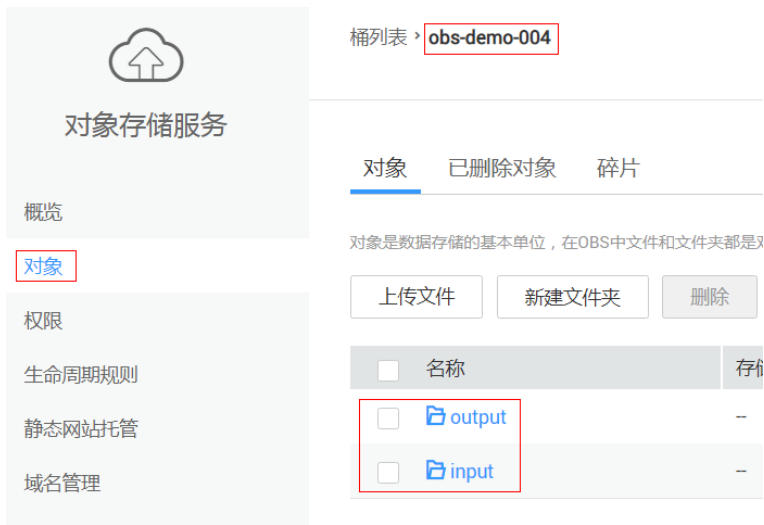 对象存储服务
概览
对象
权限
生命周期规则
静态网站托管
域名管理
桶列表 › obs-demo-004
对象 已删除对象 碎片
对象是数据存储的基本单位，在OBS中文件和文件夹都是
上传文件 新建文件夹 删除
名称 存
output --
input --